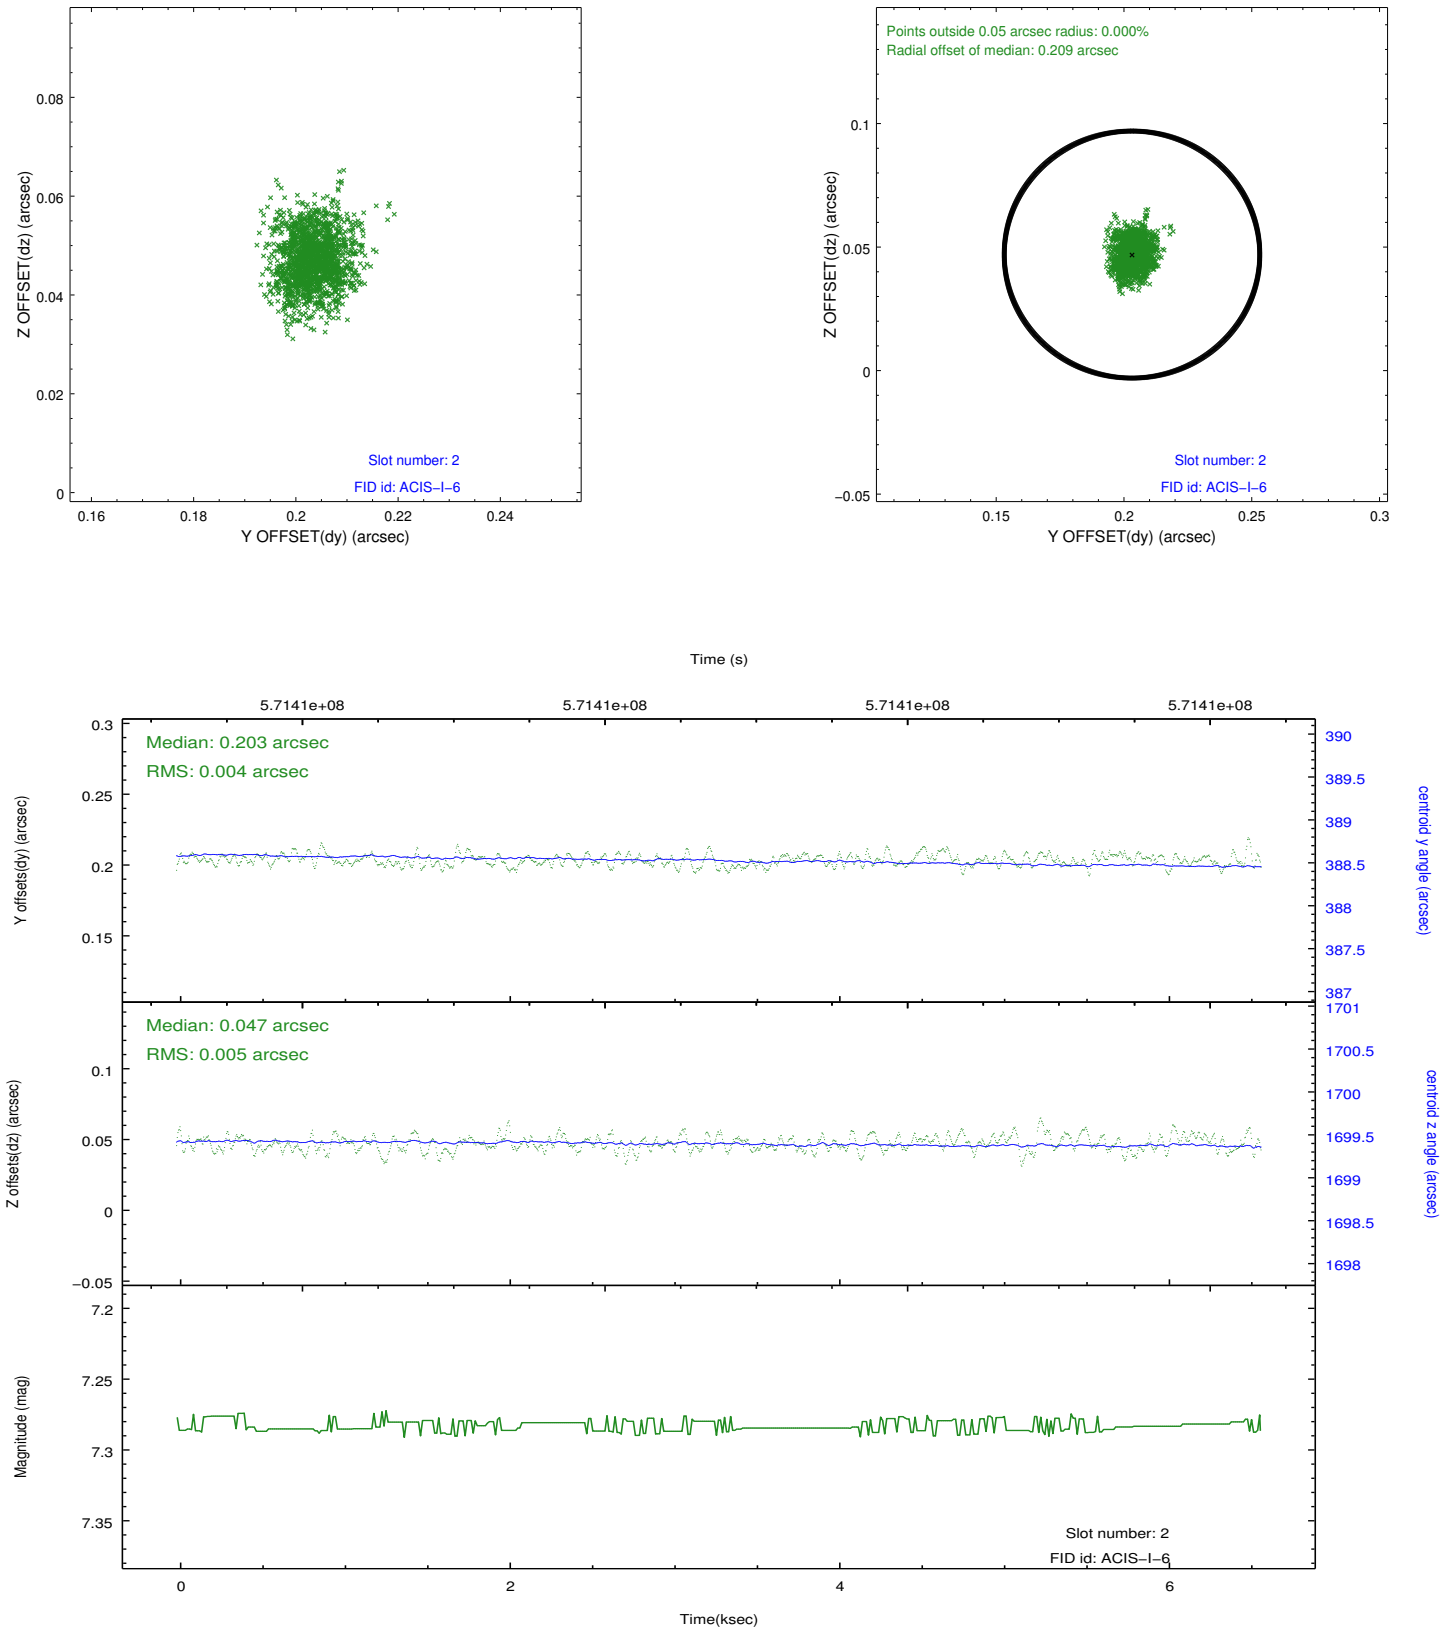 0.08
0.06
0.04
0.02
0
Z OFFSET(dz) (arcsec)
Slot number: 2
FID id: ACIS−I−6
0.16 0.18 0.2 0.22 0.24
Y OFFSET(dy) (arcsec)
Points outside 0.05 arcsec radius: 0.000%
Radial offset of median: 0.209 arcsec
0.1
0.05
0
−0.05
Z OFFSET(dz) (arcsec)
Slot number: 2
FID id: ACIS−I−6
0.15 0.2 0.25 0.3
Y OFFSET(dy) (arcsec)
Time (s)
5.7141e+08 5.7141e+08 5.7141e+08 5.7141e+08
Median: 0.203 arcsec
RMS: 0.004 arcsec
0.3
0.25
0.2
0.15
Y offsets(dy) (arcsec)
390
389.5
389
388.5
388
387.5
387
centroid y angle (arcsec)
Median: 0.047 arcsec
RMS: 0.005 arcsec
0.1
0.05
0
−0.05
Z offsets(dz) (arcsec)
1701
1700.5
1700
1699.5
1699
1698.5
1698
centroid z angle (arcsec)
7.2
7.25
7.3
7.35
Magnitude (mag)
Slot number: 2
FID id: ACIS−I−6
0 2 4 6
Time(ksec)